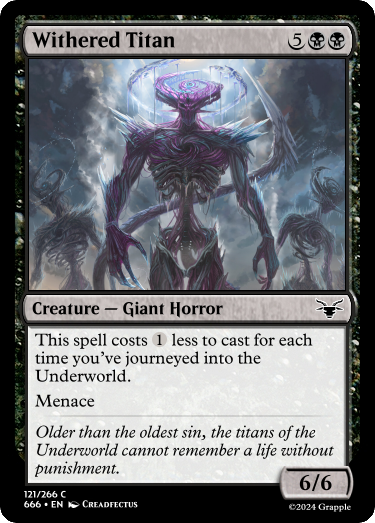 Withered Titan 5
Creature — Giant Horror
This spell costs 1 less to cast for each
time you've journeyed into the
Underworld.
Menace
Older than the oldest sin, the titans of the
Underworld cannot remember a life without
punishment.
6/6
121/266 C
666 • EN Creadfectus
©2024 Grapple